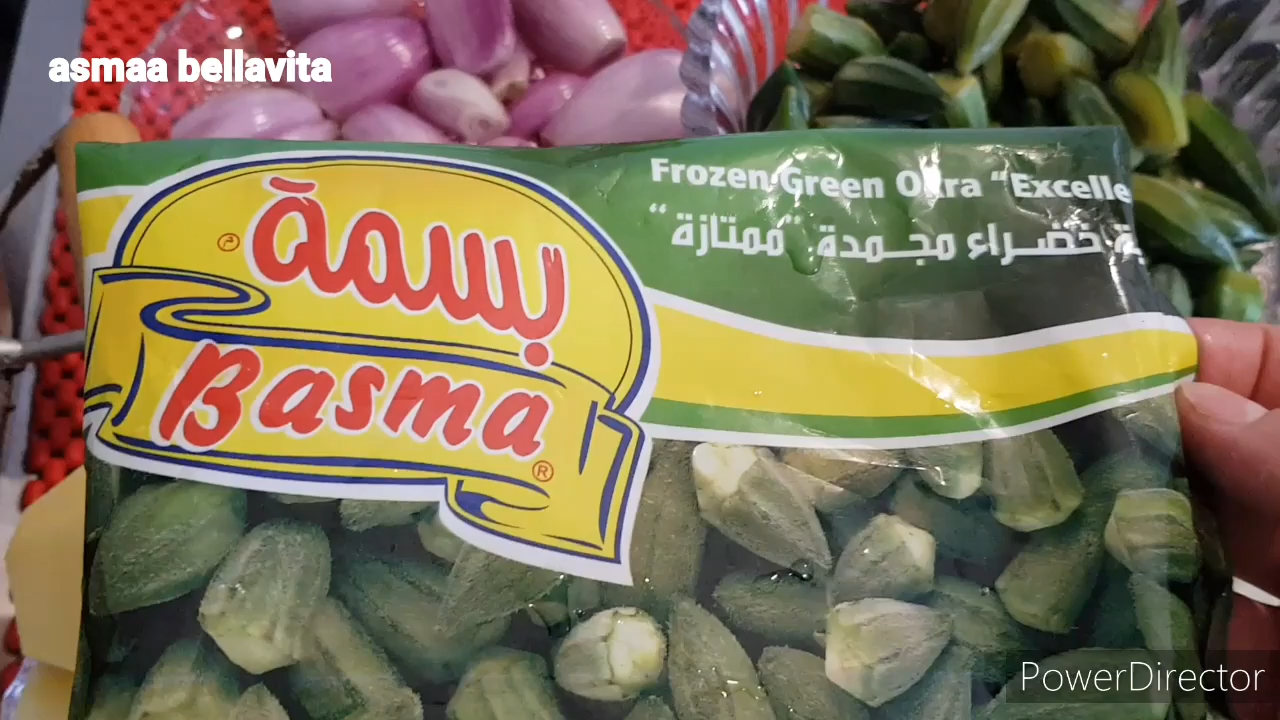 asmaa bellavita
بسمة
Basma
Frozen Green Okra "Excelle
خضراء مجمدة "ممتازة"
PowerDirector